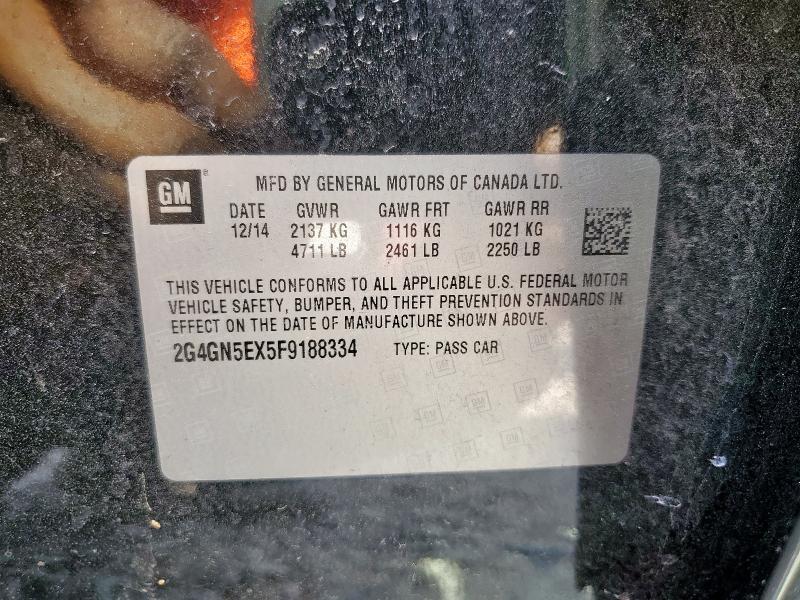 GM
MFD BY GENERAL MOTORS OF CANADA LTD.
DATE GVWR GAWR FRT GAWR RR
12/14 2137 KG 1116 KG 1021 KG
4711 LB 2461 LB 2250 LB
THIS VEHICLE CONFORMS TO ALL APPLICABLE U.S. FEDERAL MOTOR
VEHICLE SAFETY, BUMPER, AND THEFT PREVENTION STANDARDS IN
EFFECT ON THE DATE OF MANUFACTURE SHOWN ABOVE.
2G4GN5EX5F9188334 TYPE: PASS CAR